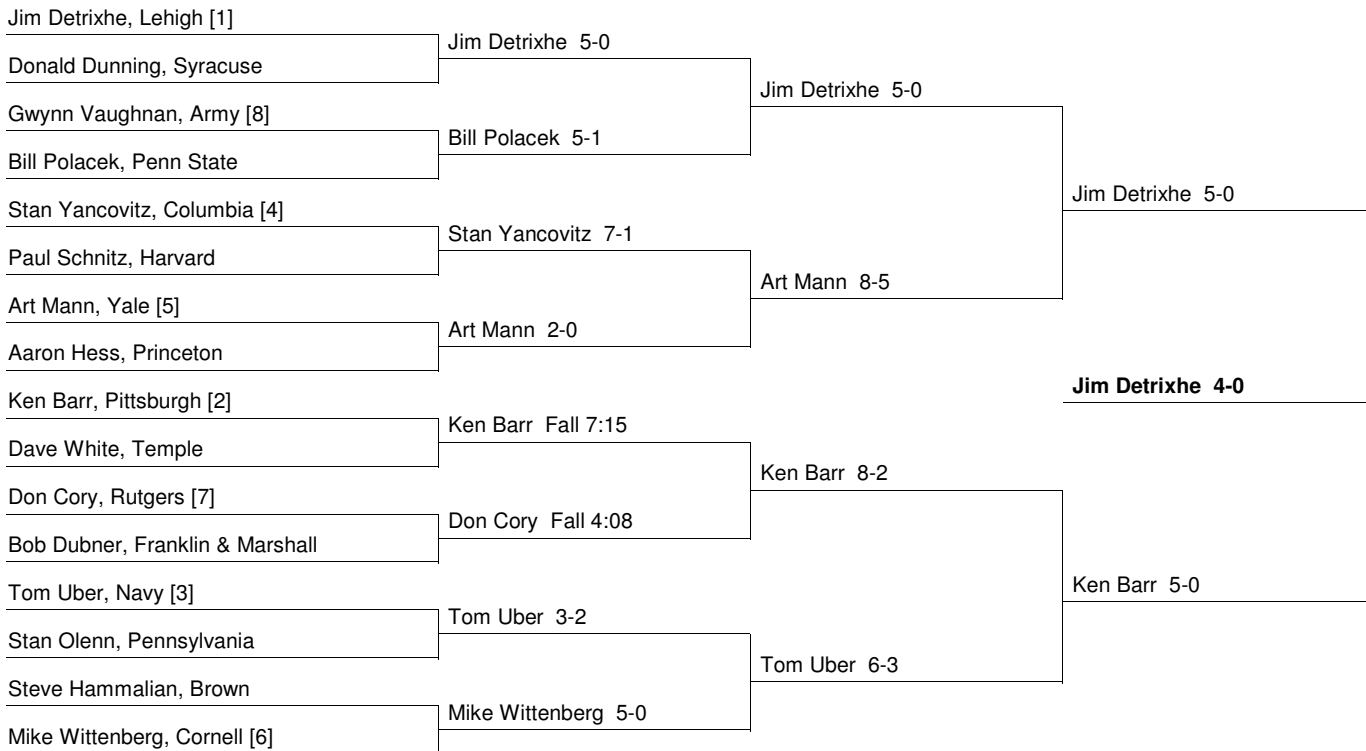 Jim Detrixhe, Lehigh [1]
Donald Dunning, Syracuse
Gwynn Vaughnan, Army [8]
Bill Polacek, Penn State
Stan Yancovitz, Columbia [4]
Paul Schnitz, Harvard
Art Mann, Yale [5]
Aaron Hess, Princeton
Ken Barr, Pittsburgh [2]
Dave White, Temple
Don Cory, Rutgers [7]
Bob Dubner, Franklin & Marshall
Tom Uber, Navy [3]
Stan Olenn, Pennsylvania
Steve Hammalian, Brown
Mike Wittenberg, Cornell [6]
Jim Detrixhe 5-0
Bill Polacek 5-1
Stan Yancovitz 7-1
Art Mann 2-0
Ken Barr Fall 7:15
Don Cory Fall 4:08
Tom Uber 3-2
Mike Wittenberg 5-0
Jim Detrixhe 5-0
Art Mann 8-5
Ken Barr 8-2
Tom Uber 6-3
Jim Detrixhe 5-0
Jim Detrixhe 4-0
Ken Barr 5-0